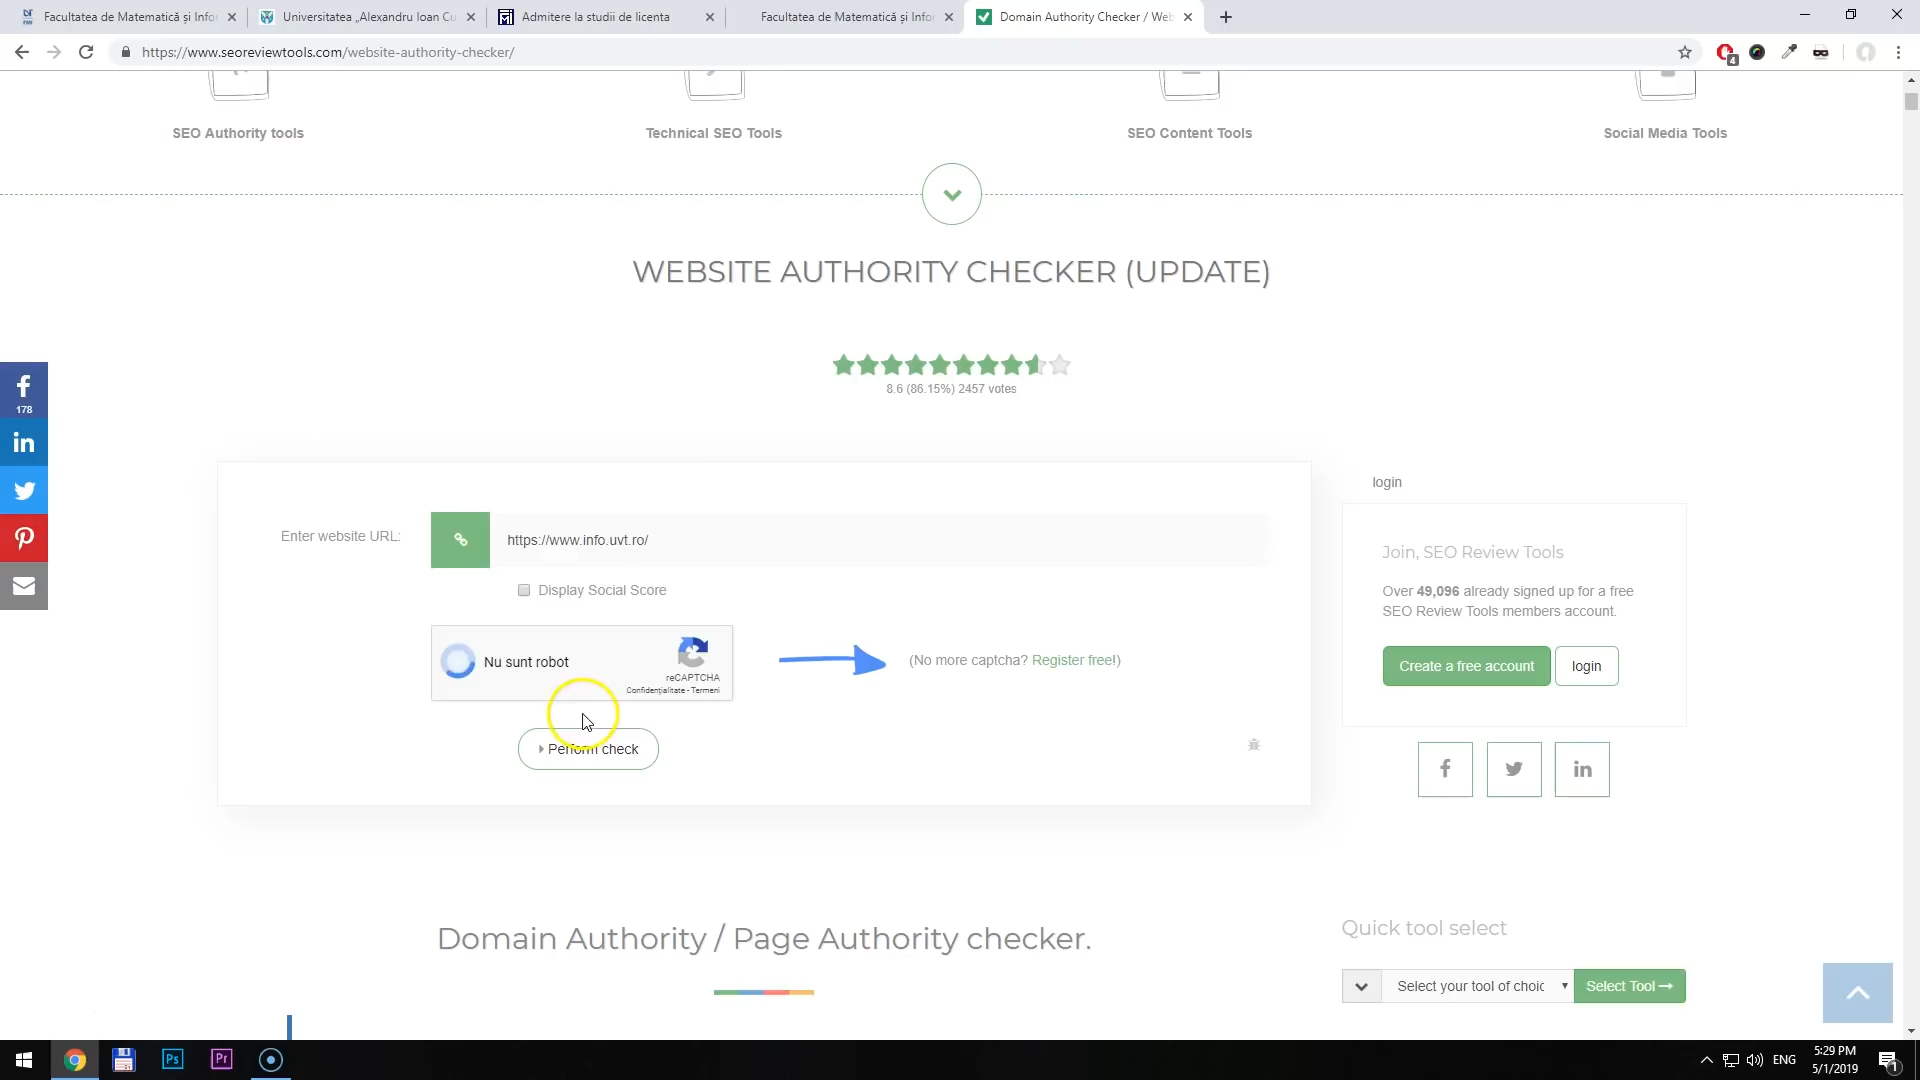 Facultatea de Matematică și Infor
Universitatea „Alexandru Ioan Cu
Admitere la studii de licenta
Facultatea de Matematică și Infor
Domain Authority Checker / Web
https://www.seoreviewtools.com/website-authority-checker/
4
SEO Authority tools
Technical SEO Tools
SEO Content Tools
Social Media Tools
WEBSITE AUTHORITY CHECKER (UPDATE)
8.6 (86.15%) 2457 votes
178
login
Enter website URL:
https://www.info.uvt.ro/
Display Social Score
Join, SEO Review Tools
Over 49,096 already signed up for a free
SEO Review Tools members account.
Nu sunt robot
reCAPTCHA
Confidențialitate - Termeni
(No more captcha? Register free!)
Create a free account
login
Perform check
Domain Authority / Page Authority checker.
Quick tool select
Select your tool of choic
Select Tool
Ps
Pr
ENG
5:29 PM
5/1/2019
1